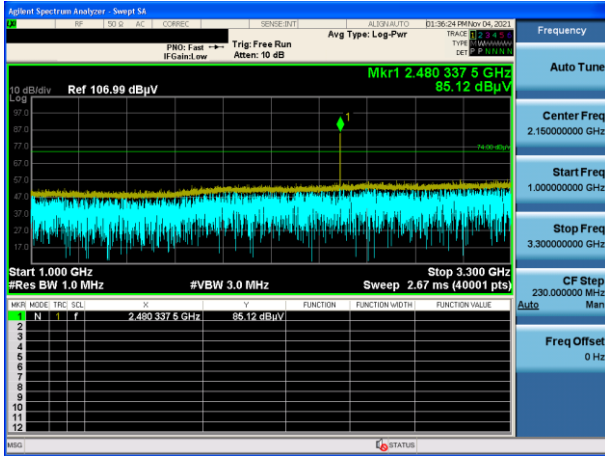 Agilent Spectrum Analyzer - Swept SA
RF 50 Ω AC CORREC SENSE:INT ALIGNAUTO 01:36:24 PM Nov 04, 2021
Frequency
Avg Type: Log-Pwr TRACE 1 2 3 4 5 6
PNO: Fast Trig: Free Run TYPE M WWWWW
IFGain:Low Atten: 10 dB DET P P N N N N
Auto Tune
Mkr1 2.480 337 5 GHz
10 dB/div Ref 106.99 dBµV 85.12 dBµV
Log
97.0
87.0
77.0
67.0
57.0
47.0
37.0
27.0
17.0
1
-74.00 dBµV
Center Freq
2.150000000 GHz
Start Freq
1.000000000 GHz
Stop Freq
3.300000000 GHz
Start 1.000 GHz Stop 3.300 GHz
#Res BW 1.0 MHz #VBW 3.0 MHz Sweep 2.67 ms (40001 pts)
CF Step
230.000000 MHz
Auto Man
MKR MODE TRC SCL X Y FUNCTION FUNCTION WIDTH FUNCTION VALUE
1 N 1 f 2.480 337 5 GHz 85.12 dBµV
2
3
4
5
6
7
8
9
10
11
12
Freq Offset
0 Hz
MSG STATUS